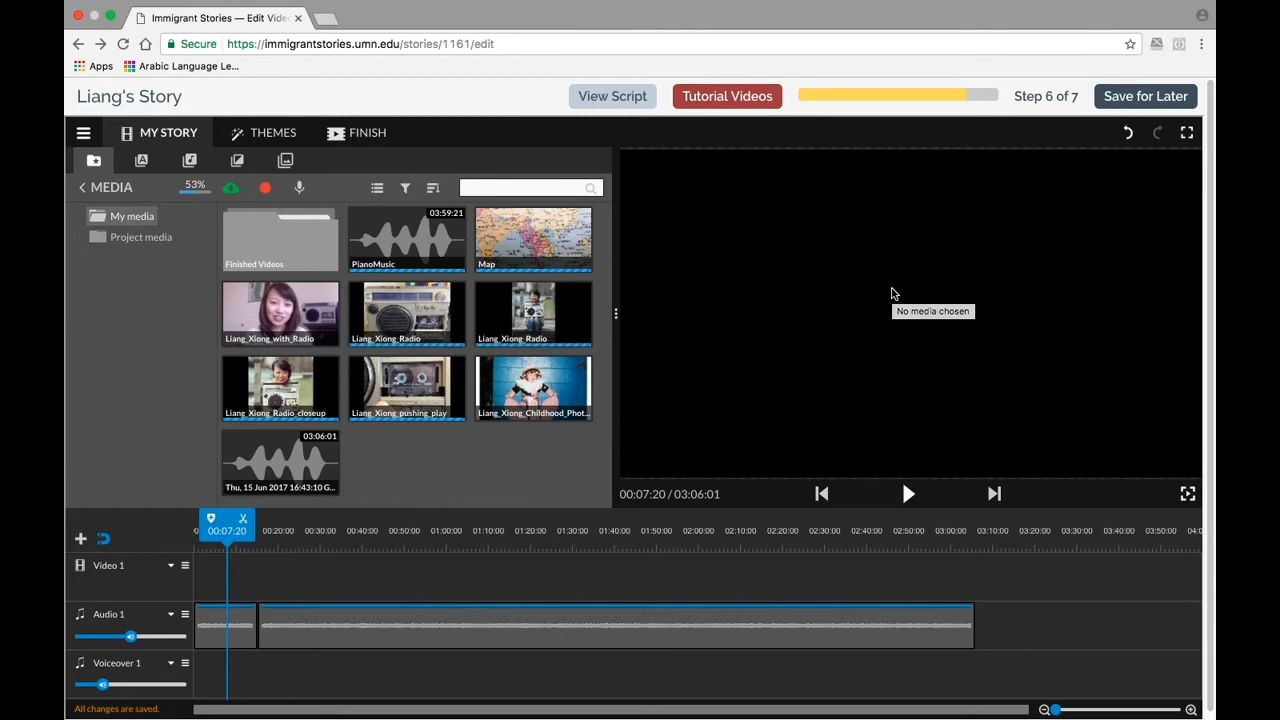 Immigrant Stories — Edit Vide
Secure https://immigrantstories.umn.edu/stories/1161/edit
Apps Arabic Language Le...
Liang's Story View Script Tutorial Videos Step 6 of 7 Save for Later
MY STORY THEMES FINISH
MEDIA 53%
My media
Project media
Finished Videos
03:59:21
PianoMusic
Map
Liang_Xiong_with_Radio
Liang_Xiong_Radio
Liang_Xiong_Radio
Liang_Xiong_Radio_closeup
Liang_Xiong_pushing_play
Liang_Xiong_Childhood_Phot...
03:06:01
Thu, 15 Jun 2017 16:43:10 G...
No media chosen
00:07:20 / 03:06:01
00:07:20 00:20:00 00:30:00 00:40:00 00:50:00 01:00:00 01:10:00 01:20:00 01:30:00 01:40:00 01:50:00 02:00:00 02:10:00 02:20:00 02:30:00 02:40:00 02:50:00 03:00:00 03:10:00 03:20:00 03:30:00 03:40:00 03:50:00 04:0
Video 1
Audio 1
Voiceover 1
All changes are saved.